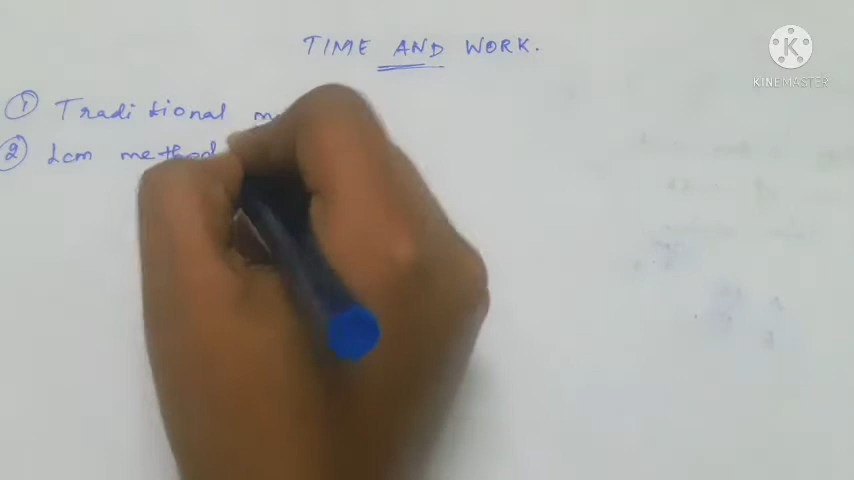 TIME AND WORK.
① Traditional
② Lcm method
KINEMASTER